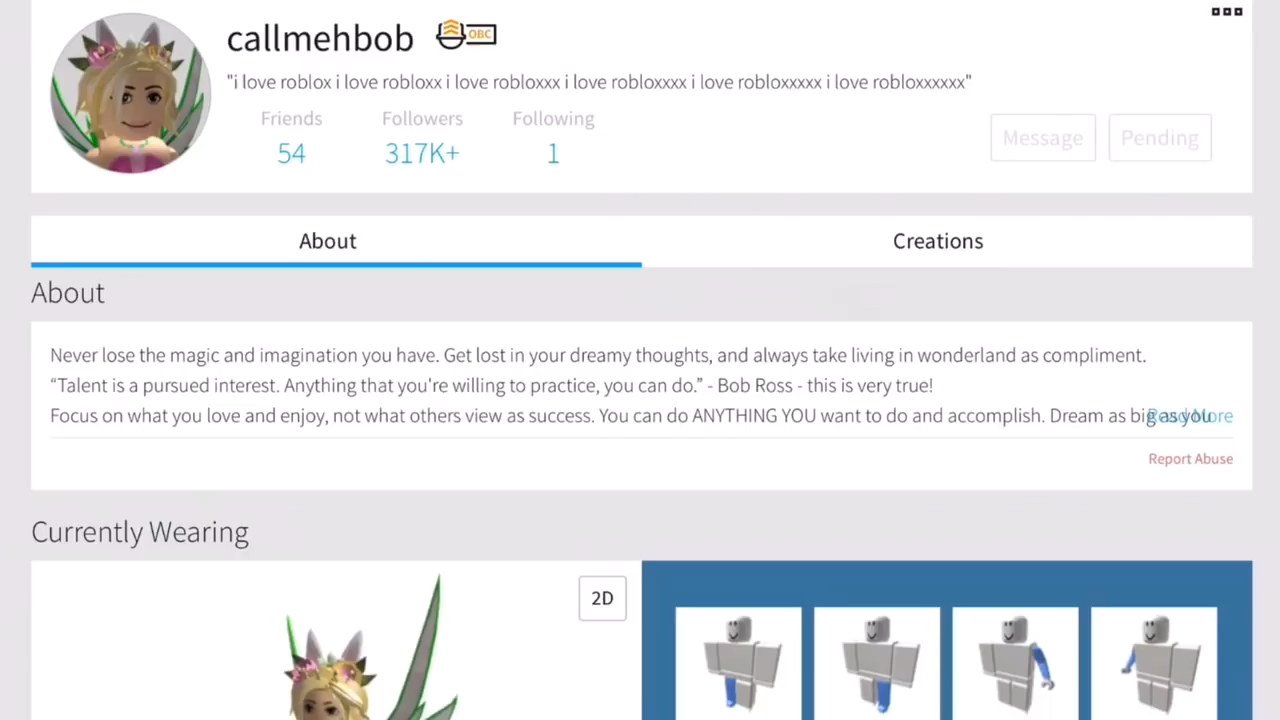 callmehbob OBC
"i love roblox i love robloxx i love robloxxx i love robloxxxx i love robloxxxxx i love robloxxxxxx"
Friends Followers Following
54 317K+ 1
Message Pending
About Creations
About
Never lose the magic and imagination you have. Get lost in your dreamy thoughts, and always take living in wonderland as compliment.
“Talent is a pursued interest. Anything that you're willing to practice, you can do.” - Bob Ross - this is very true!
Focus on what you love and enjoy, not what others view as success. You can do ANYTHING YOU want to do and accomplish. Dream as big as you Read More
Report Abuse
Currently Wearing
2D